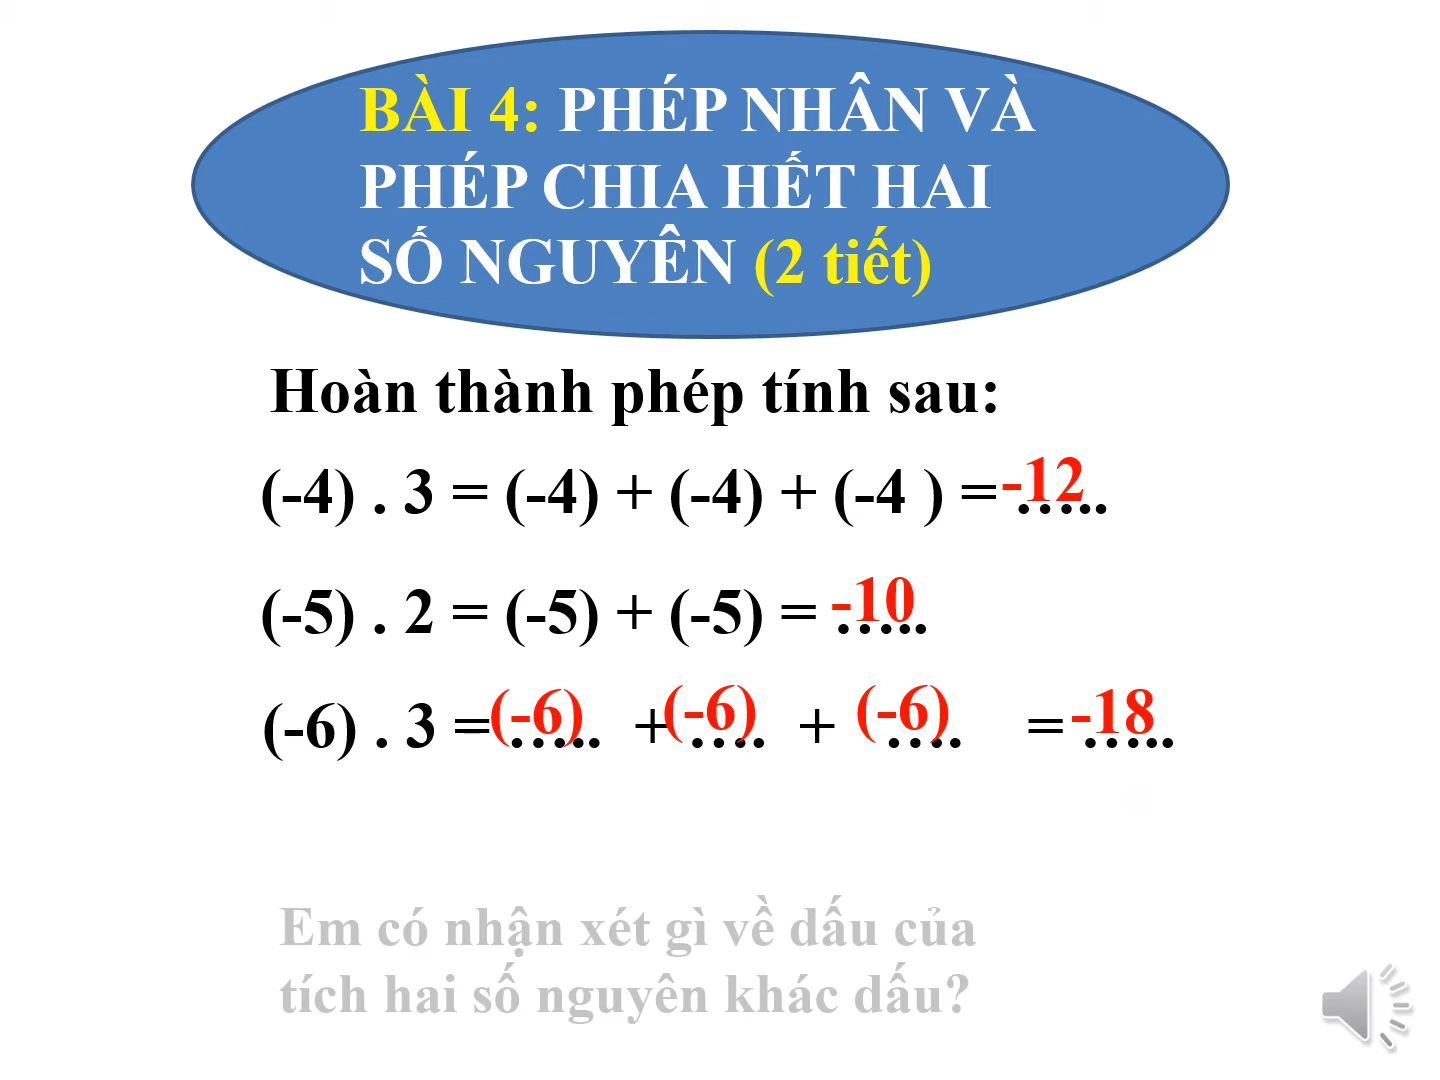 BÀI 4: PHÉP NHÂN VÀ
PHÉP CHIA HẾT HAI
SỐ NGUYÊN (2 tiết)
Hoàn thành phép tính sau:
(-4) . 3 = (-4) + (-4) + (-4 ) = -12 …..
(-5) . 2 = (-5) + (-5) = -10 …..
(-6) . 3 = (-6) ….. + (-6) …. + (-6) …. = -18 …..
Em có nhận xét gì về dấu của
tích hai số nguyên khác dấu?